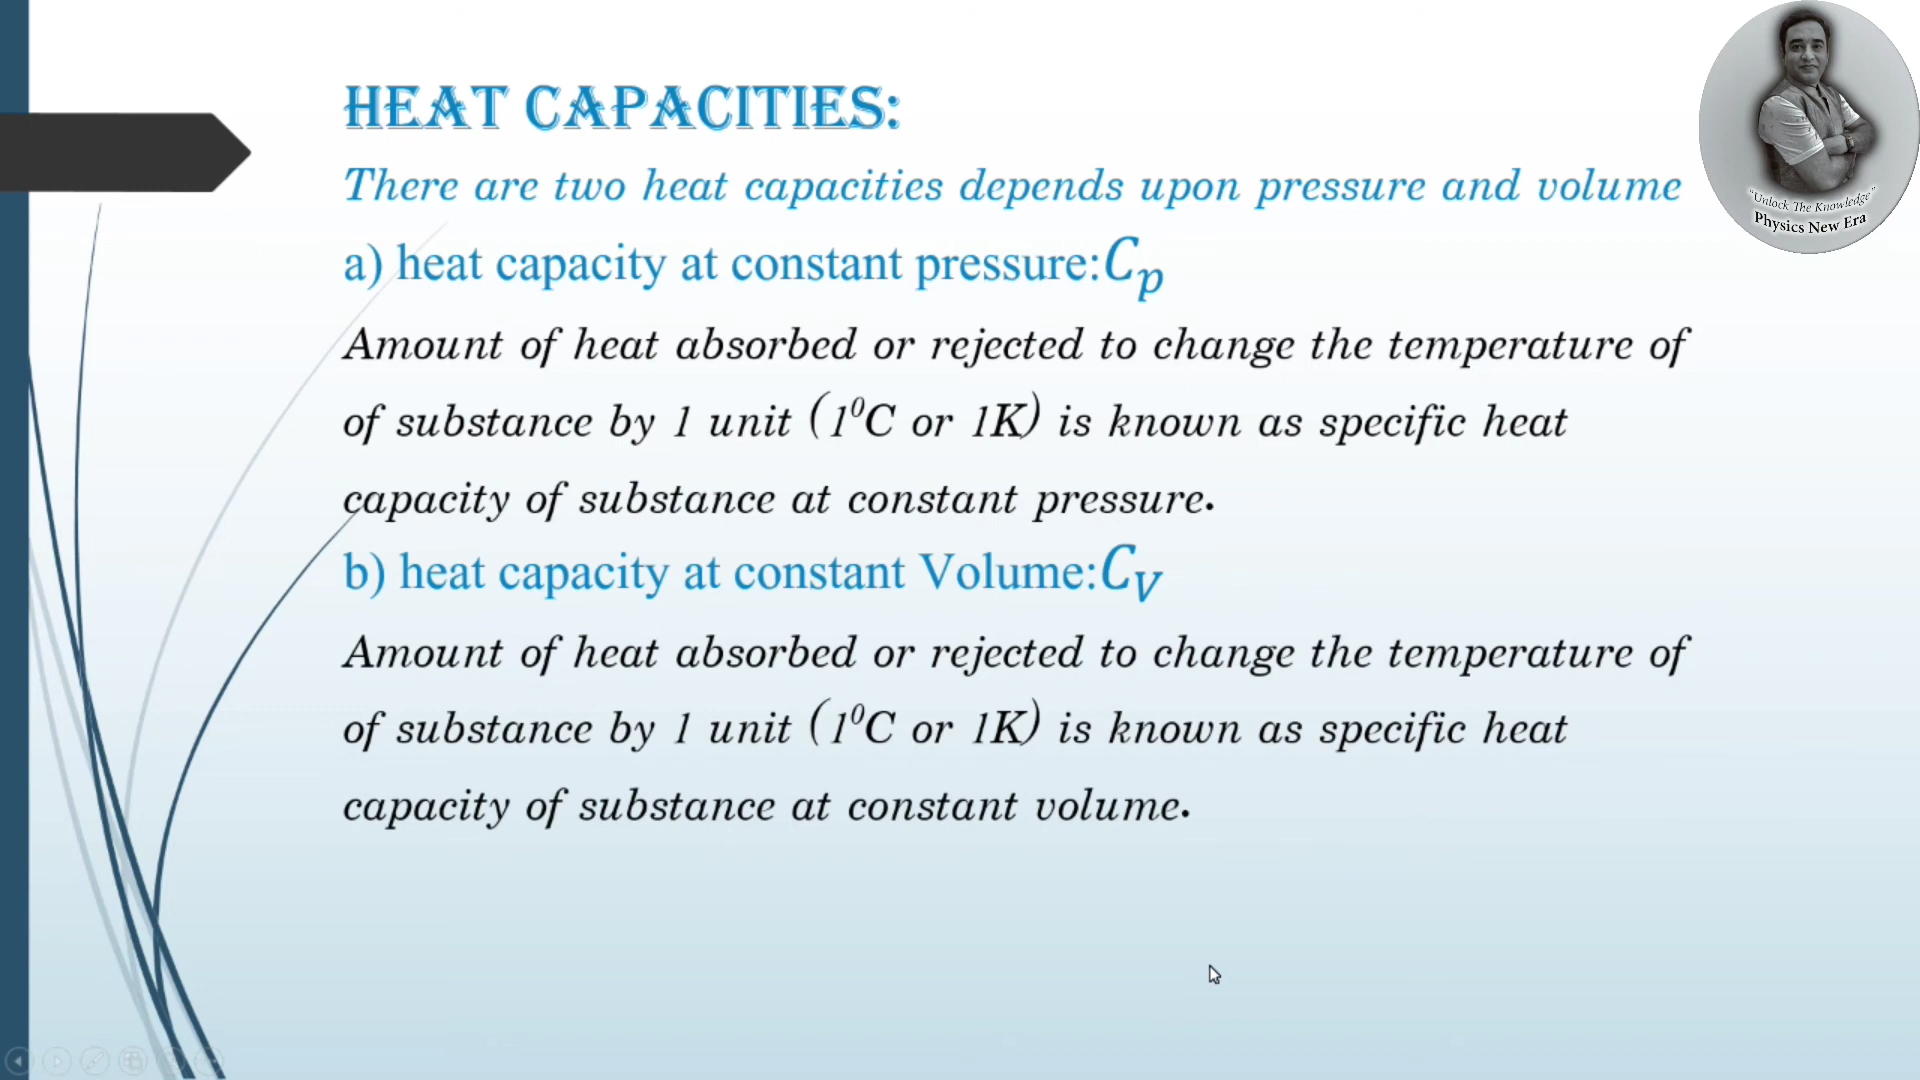 HEAT CAPACITIES:
There are two heat capacities depends upon pressure and volume
a) heat capacity at constant pressure:C_p
Amount of heat absorbed or rejected to change the temperature of
of substance by 1 unit (1⁰C or 1K) is known as specific heat
capacity of substance at constant pressure.
b) heat capacity at constant Volume:C_V
Amount of heat absorbed or rejected to change the temperature of
of substance by 1 unit (1⁰C or 1K) is known as specific heat
capacity of substance at constant volume.
"Unlock The Knowledge"
Physics New Era